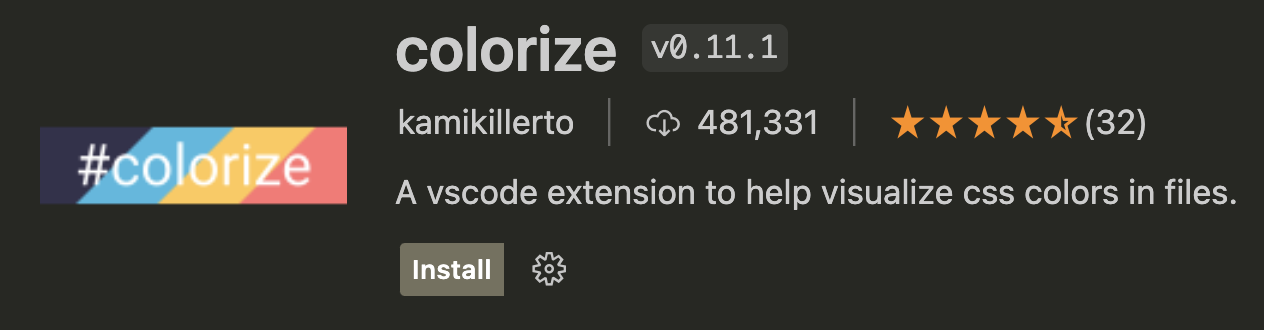 colorize v0.11.1
kamikillerto 481,331 (32)
#colorize
A vscode extension to help visualize css colors in files.
Install